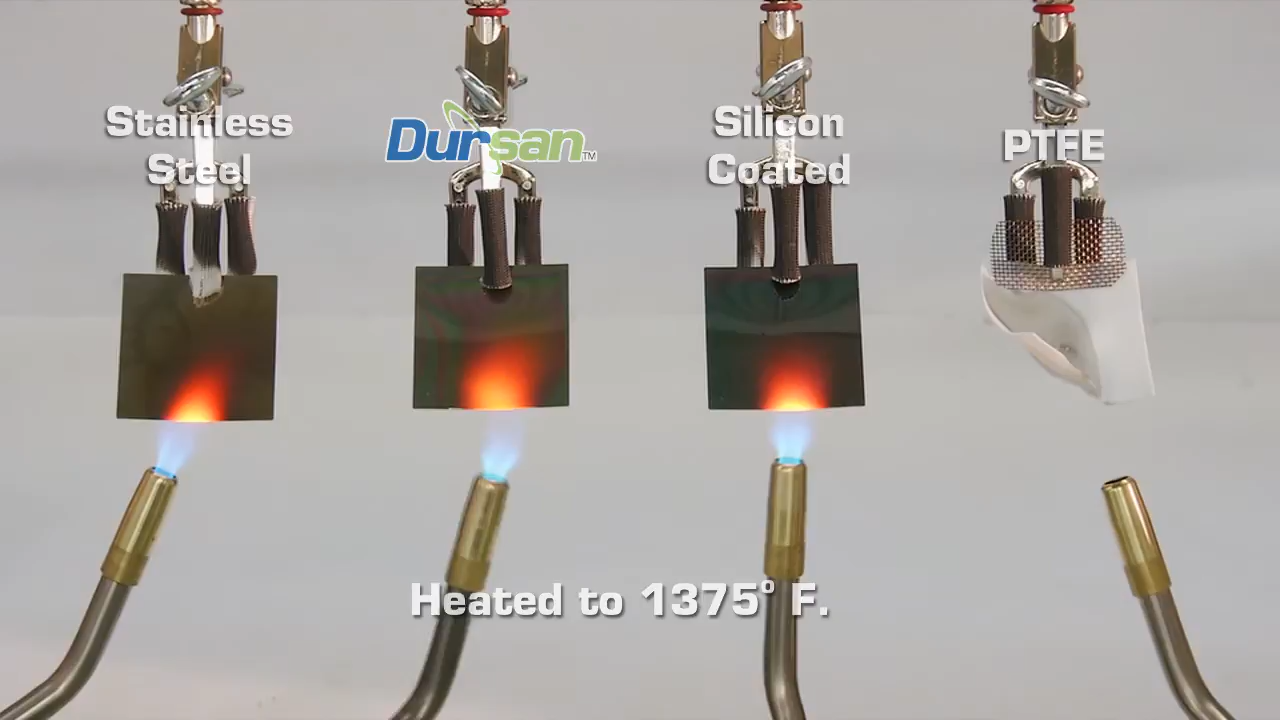 Stainless
Steel
Dursan™
Silicon
Coated
PTFE
Heated to 1375° F.